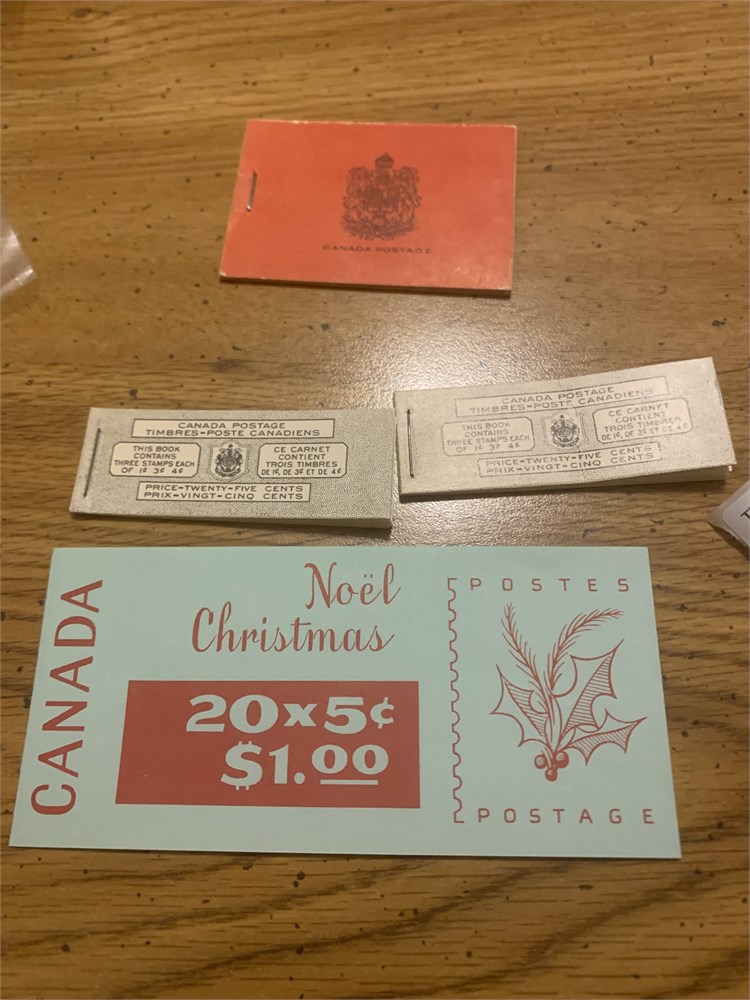 CANADA POSTAGE
CANADA POSTAGE
TIMBRES-POSTE CANADIENS
THIS BOOK
CONTAINS
THREE STAMPS EACH
OF 1¢ 3¢ 4¢
CE CARNET
CONTIENT
TROIS TIMBRES
DE 1¢, DE 3¢ ET DE 4¢
PRICE-TWENTY-FIVE CENTS
PRIX-VINGT-CINQ CENTS
CANADA POSTAGE
TIMBRES-POSTE CANADIENS
THIS BOOK
CONTAINS
THREE STAMPS EACH
OF 1¢ 3¢ 4¢
CE CARNET
CONTIENT
TROIS TIMBRES
DE 1¢, DE 3¢ ET DE 4¢
PRICE-TWENTY-FIVE CENTS
PRIX-VINGT-CINQ CENTS
CANADA
Noël
Christmas
20x5¢
$1.00
POSTES
POSTAGE